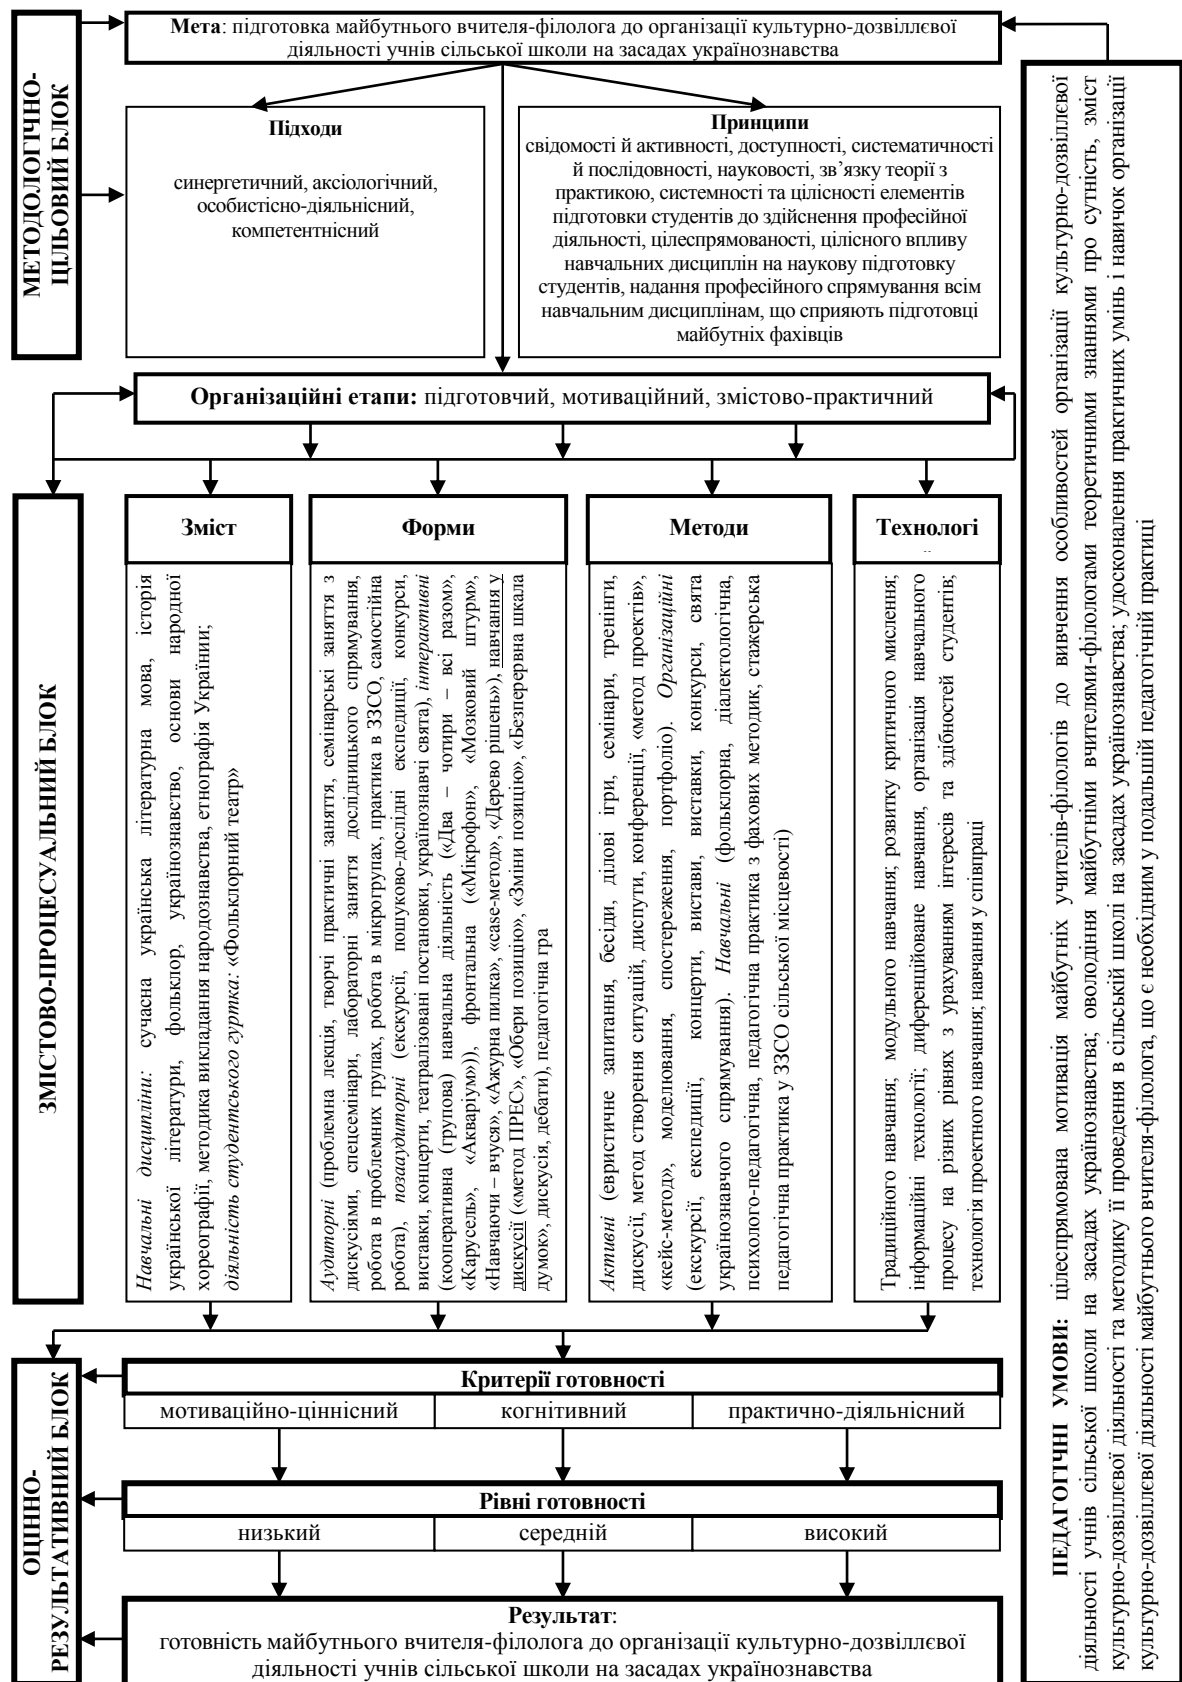 МЕТОДОЛОГІЧНО-
ЦІЛЬОВИЙ БЛОК
Мета: підготовка майбутнього вчителя-філолога до організації культурно-дозвіллєвої
діяльності учнів сільської школи на засадах українознавства
Підходи
синергетичний, аксіологічний,
особистісно-діяльнісний,
компетентнісний
Принципи
свідомості й активності, доступності, систематичності
й послідовності, науковості, зв’язку теорії з
практикою, системності та цілісності елементів
підготовки студентів до здійснення професійної
діяльності, цілеспрямованості, цілісного впливу
навчальних дисциплін на наукову підготовку
студентів, надання професійного спрямування всім
навчальним дисциплінам, що сприяють підготовці
майбутніх фахівців
Організаційні етапи: підготовчий, мотиваційний, змістово-практичний
ЗМІСТОВО-ПРОЦЕСУАЛЬНИЙ БЛОК
Зміст
Навчальні дисципліни: сучасна українська літературна мова, історія
української літератури, фольклор, українознавство, основи народної
хореографії, методика викладання народознавства, етнографія Україниии;
діяльність студентського гуртка: «Фольклорний театр»
Форми
Аудиторні (проблемна лекція, творчі практичні заняття, семінарські заняття з
дискусіями, спецсемінари, лабораторні заняття дослідницького спрямування,
робота в проблемних групах, робота в мікрогрупах, практика в ЗЗСО, самостійна
робота), позааудиторні (екскурсії, пошуково-дослідні експедиції, конкурси,
виставки, концерти, театралізовані постановки, українознавчі свята), інтерактивні
(кооперативна (групова) навчальна діяльність («Два – чотири – всі разом»,
«Карусель», «Акваріум»)), фронтальна («Мікрофон», «Мозковий штурм»,
«Навчаючи – вчуся», «Ажурна пилка», «case-метод», «Дерево рішень»), навчання у
дискусії («метод ПРЕС», «Обери позицію», «Зміни позицію», «Безперервна шкала
думок», дискусія, дебати), педагогічна гра
Методи
Активні (евристичне запитання, бесіди, ділові ігри, семінари, тренінги,
дискусії, метод створення ситуацій, диспути, конференції, «метод проектів»,
«кейс-метод», моделювання, спостереження, портфоліо). Організаційні
(екскурсії, експедиції, концерти, вистави, виставки, конкурси, свята
українознавчого спрямування). Навчальні (фольклорна, діалектологічна,
психолого-педагогічна, педагогічна практика з фахових методик, стажерська
педагогічна практика у ЗЗСО сільської місцевості)
Технологі
Традиційного навчання; модульного навчання; розвитку критичного мислення;
інформаційні технології; диференційоване навчання, організація навчального
процесу на різних рівнях з урахуванням інтересів та здібностей студентів;
технологія проектного навчання; навчання у співпраці
ОЦІННО-
РЕЗУЛЬТАТИВНИЙ БЛОК
Критерії готовності
мотиваційно-ціннісний
когнітивний
практично-діяльнісний
Рівні готовності
низький
середній
високий
Результат:
готовність майбутнього вчителя-філолога до організації культурно-дозвіллєвої
діяльності учнів сільської школи на засадах українознавства
ПЕДАГОГІЧНІ УМОВИ: цілеспрямована мотивація майбутніх учителів-філологів до вивчення особливостей організації культурно-дозвіллєвої
діяльності учнів сільської школи на засадах українознавства; оволодіння майбутніми вчителями-філологами теоретичними знаннями про сутність, зміст
культурно-дозвіллєвої діяльності та методику її проведення в сільській школі на засадах українознавства, удосконалення практичних умінь і навичок організації
культурно-дозвіллєвої діяльності майбутнього вчителя-філолога, що є необхідним у подальшій педагогічній практиці